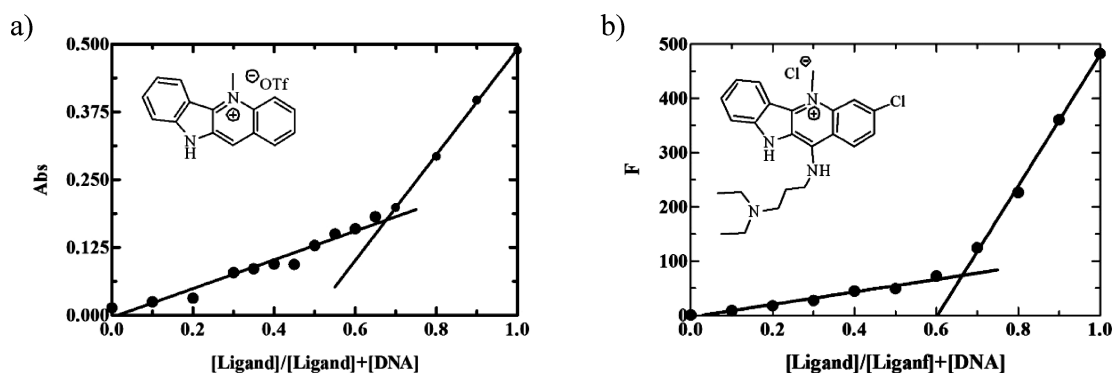 a)
0.500
0.375
0.250
0.125
0.000
Abs
0.0 0.2 0.4 0.6 0.8 1.0
[Ligand]/[Ligand]+[DNA]
N
⊕
⊖OTf
N
H
b)
500
400
300
200
100
0
F
0.0 0.2 0.4 0.6 0.8 1.0
[Ligand]/[Liganf]+[DNA]
Cl⊖
N
⊕
Cl
N
H
NH
N